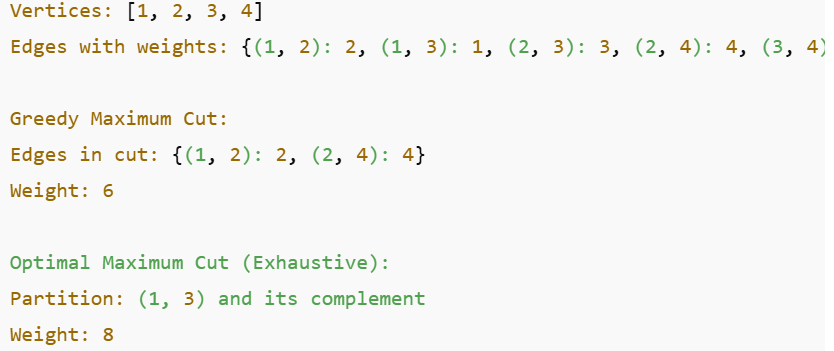 Vertices: [1, 2, 3, 4]
Edges with weights: {(1, 2): 2, (1, 3): 1, (2, 3): 3, (2, 4): 4, (3, 4)
Greedy Maximum Cut:
Edges in cut: {(1, 2): 2, (2, 4): 4}
Weight: 6
Optimal Maximum Cut (Exhaustive):
Partition: (1, 3) and its complement
Weight: 8